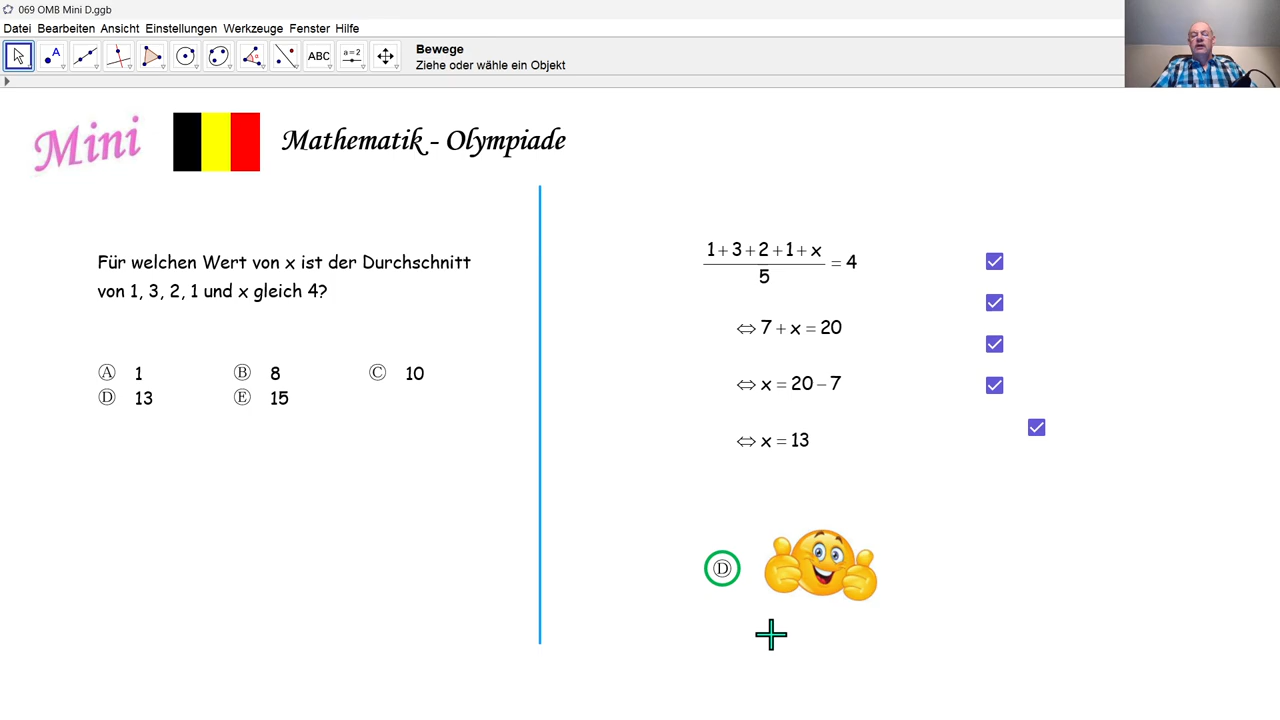 069 OMB Mini D.ggb
Datei Bearbeiten Ansicht Einstellungen Werkzeuge Fenster Hilfe
A
ABC
a=2
Bewege
Ziehe oder wähle ein Objekt
Mini
Mathematik - Olympiade
Für welchen Wert von x ist der Durchschnitt
von 1, 3, 2, 1 und x gleich 4?
Ⓐ 1 Ⓑ 8 Ⓒ 10
Ⓓ 13 Ⓔ 15
1 + 3 + 2 + 1 + x
5
= 4
⇔ 7 + x = 20
⇔ x = 20 – 7
⇔ x = 13
Ⓓ